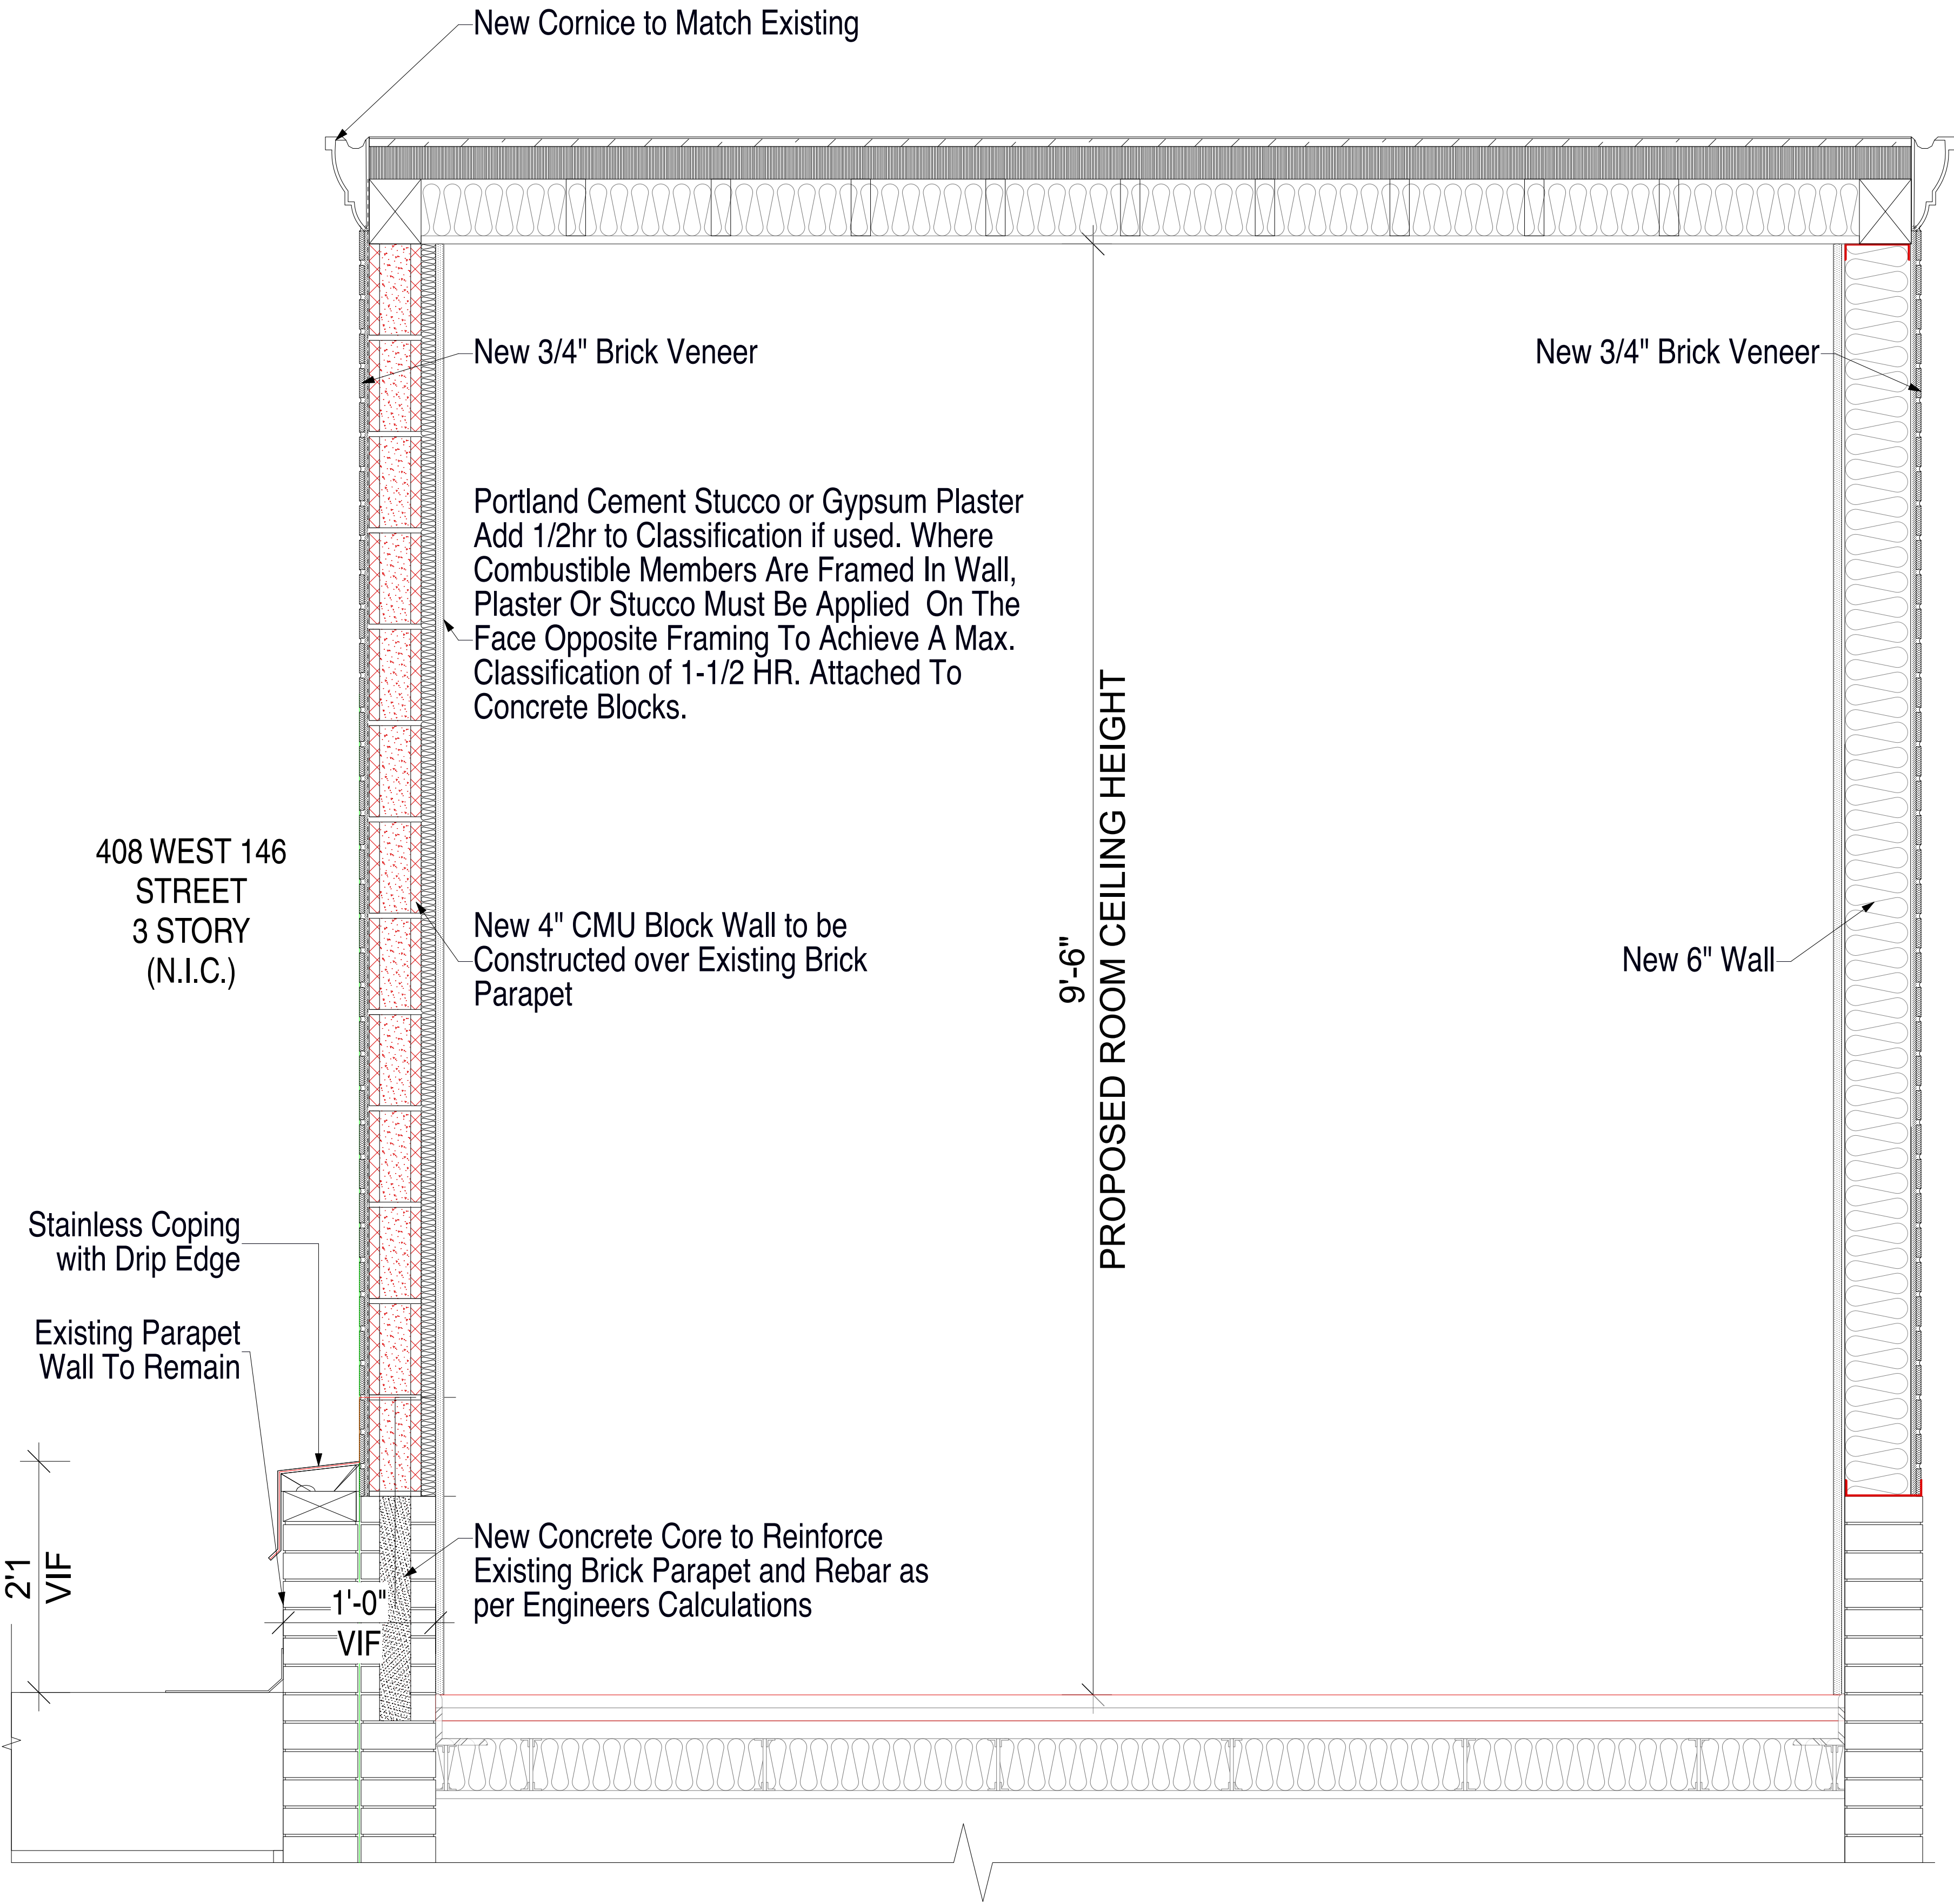 New Cornice to Match Existing
New 3/4" Brick Veneer
New 3/4" Brick Veneer
Portland Cement Stucco or Gypsum Plaster
Add 1/2hr to Classification if used. Where
Combustible Members Are Framed In Wall,
Plaster Or Stucco Must Be Applied On The
Face Opposite Framing To Achieve A Max.
Classification of 1-1/2 HR. Attached To
Concrete Blocks.
9'-6"
PROPOSED ROOM CEILING HEIGHT
408 WEST 146
STREET
3 STORY
(N.I.C.)
New 4" CMU Block Wall to be
Constructed over Existing Brick
Parapet
New 6" Wall
Stainless Coping
with Drip Edge
Existing Parapet
Wall To Remain
2'1
VIF
1'-0"
VIF
New Concrete Core to Reinforce
Existing Brick Parapet and Rebar as
per Engineers Calculations